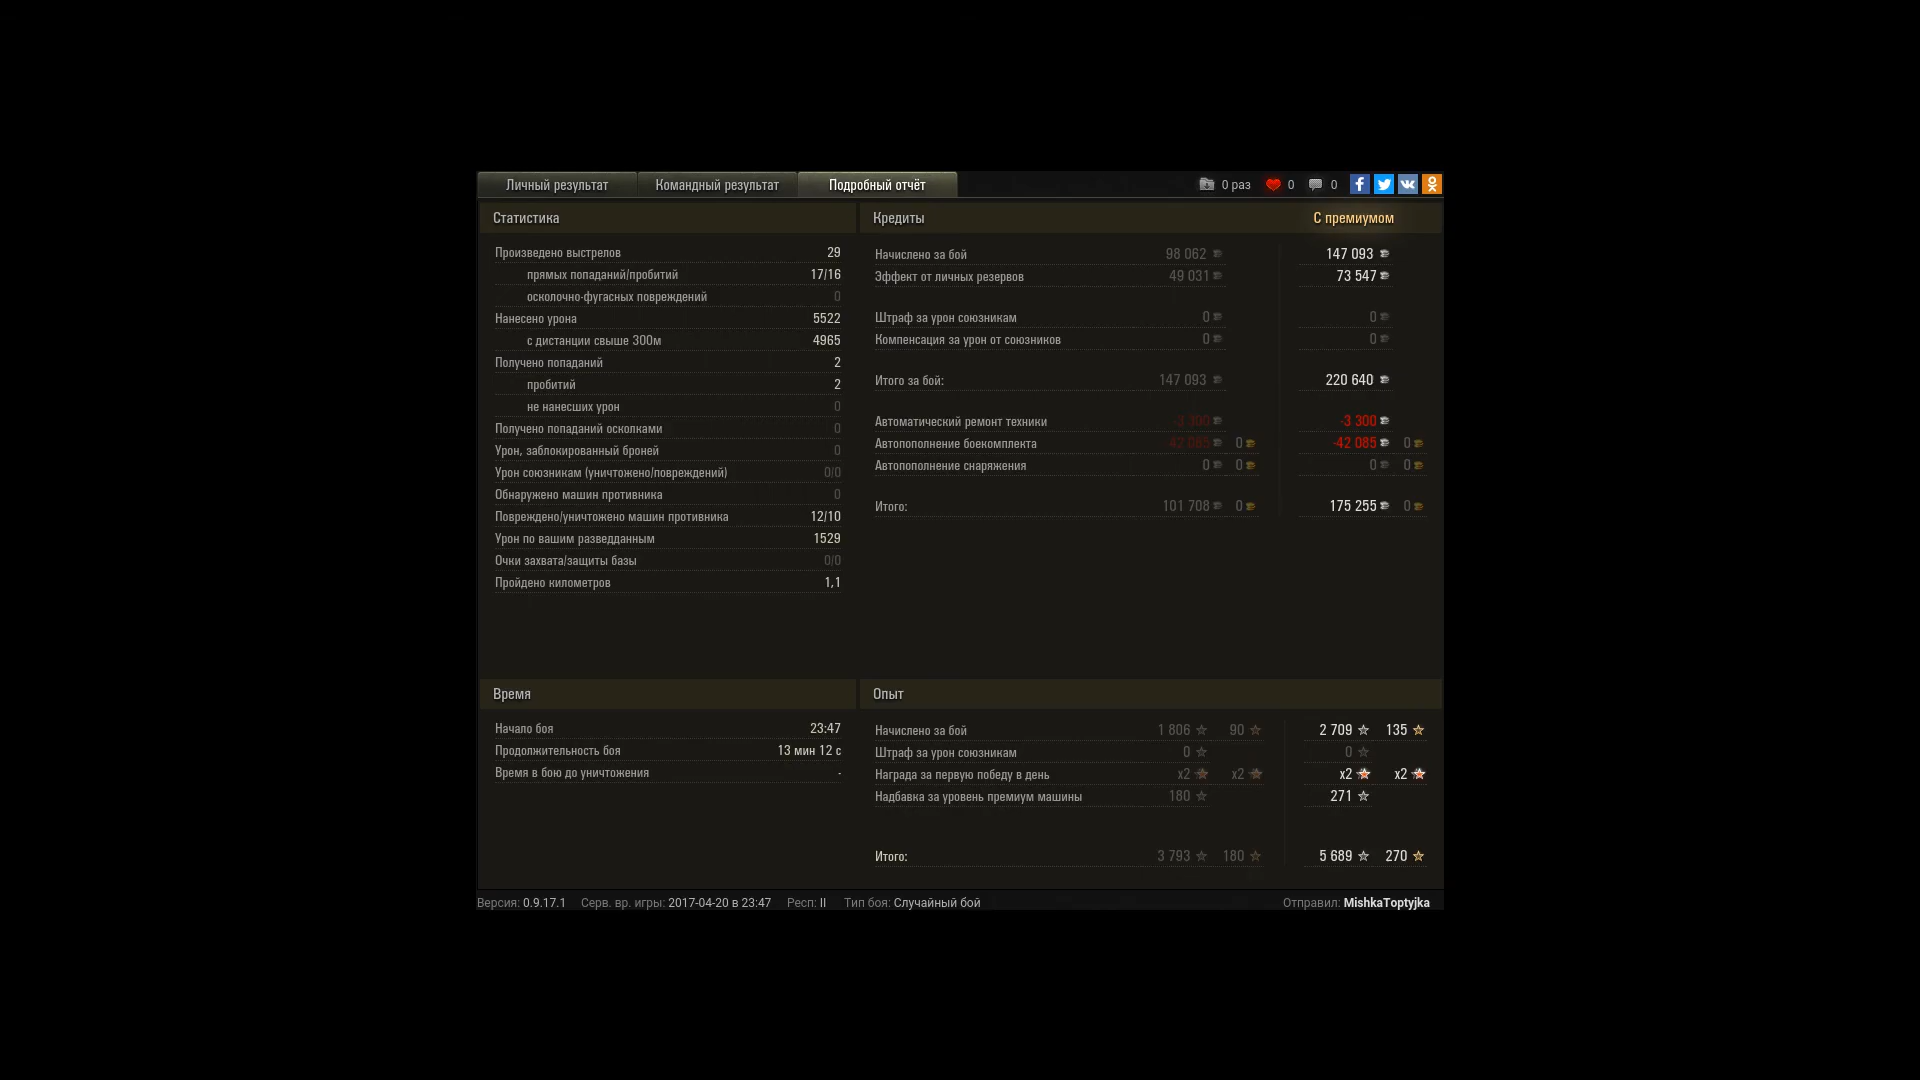 Личный результат Командный результат Подробный отчёт 0 раз 0 0
Статистика
Произведено выстрелов 29
прямых попаданий/пробитий 17/16
осколочно-фугасных повреждений 0
Нанесено урона 5522
с дистанции свыше 300м 4965
Получено попаданий 2
пробитий 2
не нанесших урон 0
Получено попаданий осколками 0
Урон, заблокированный броней 0
Урон союзникам (уничтожено/повреждений) 0/0
Обнаружено машин противника 0
Повреждено/уничтожено машин противника 12/10
Урон по вашим разведданным 1529
Очки захвата/защиты базы 0/0
Пройдено километров 1,1
Кредиты С премиумом
Начислено за бой 98 062 147 093
Эффект от личных резервов 49 031 73 547
Штраф за урон союзникам 0 0
Компенсация за урон от союзников 0 0
Итого за бой: 147 093 220 640
Автоматический ремонт техники -3 300 -3 300
Автопополнение боекомплекта -42 085 0 -42 085 0
Автопополнение снаряжения 0 0 0 0
Итого: 101 708 0 175 255 0
Время
Начало боя 23:47
Продолжительность боя 13 мин 12 с
Время в бою до уничтожения -
Опыт
Начислено за бой 1 806 90 2 709 135
Штраф за урон союзникам 0 0
Награда за первую победу в день x2 x2 x2 x2
Надбавка за уровень премиум машины 180 271
Итого: 3 793 180 5 689 270
Версия: 0.9.17.1 Серв. вр. игры: 2017-04-20 в 23:47 Респ: II Тип боя: Случайный бой Отправил: MishkaToptyjka